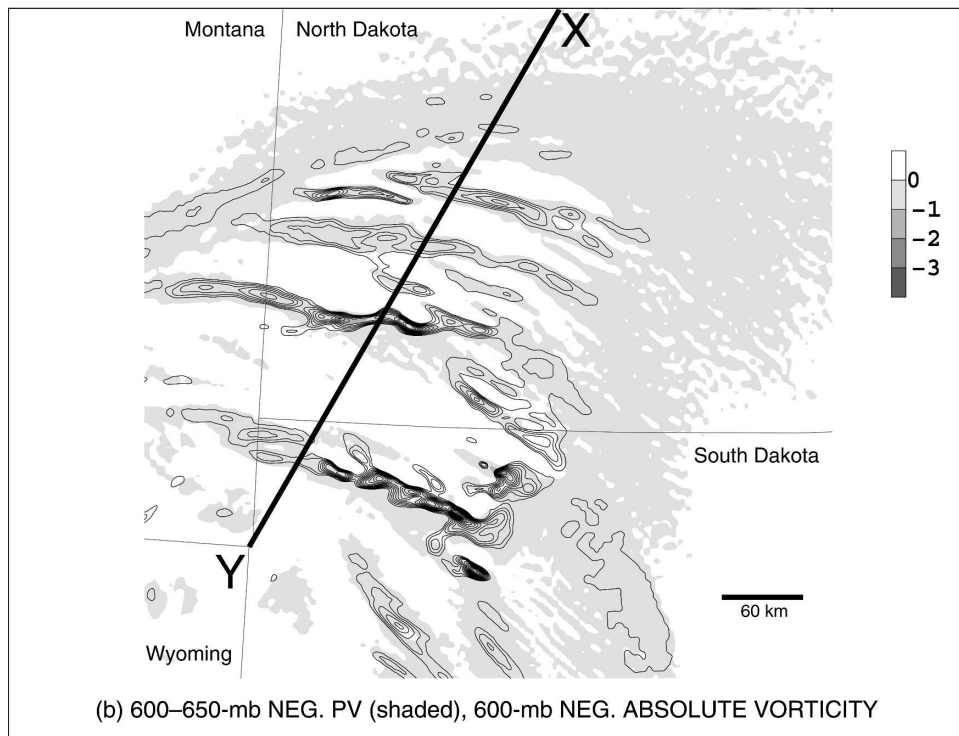 Montana
North Dakota
X
0
-1
-2
-3
South Dakota
Y
60 km
Wyoming
(b) 600–650-mb NEG. PV (shaded), 600-mb NEG. ABSOLUTE VORTICITY